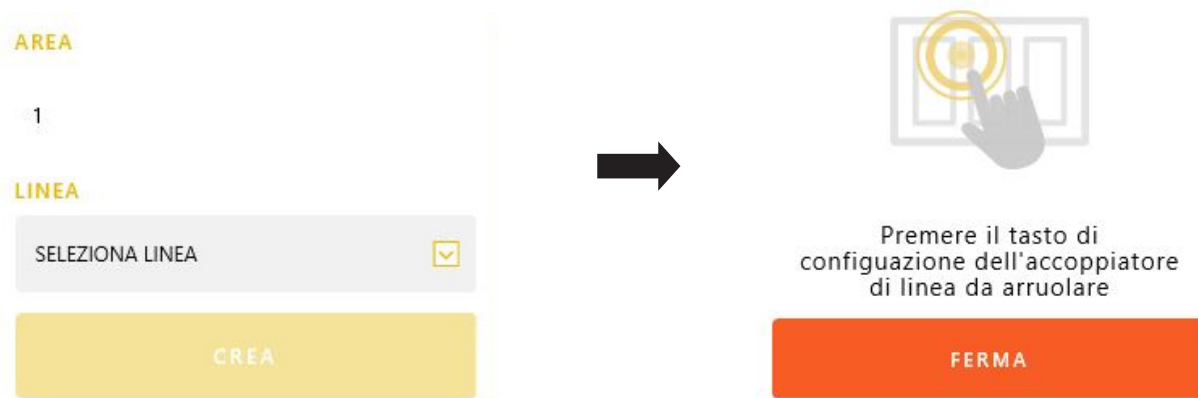 AREA
1
LINEA
SELEZIONA LINEA
CREA
Premere il tasto di
configuazione dell'accoppiatore
di linea da arruolare
FERMA